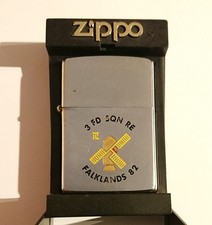 zippo
3 FD SQN RE
FALKLANDS 82